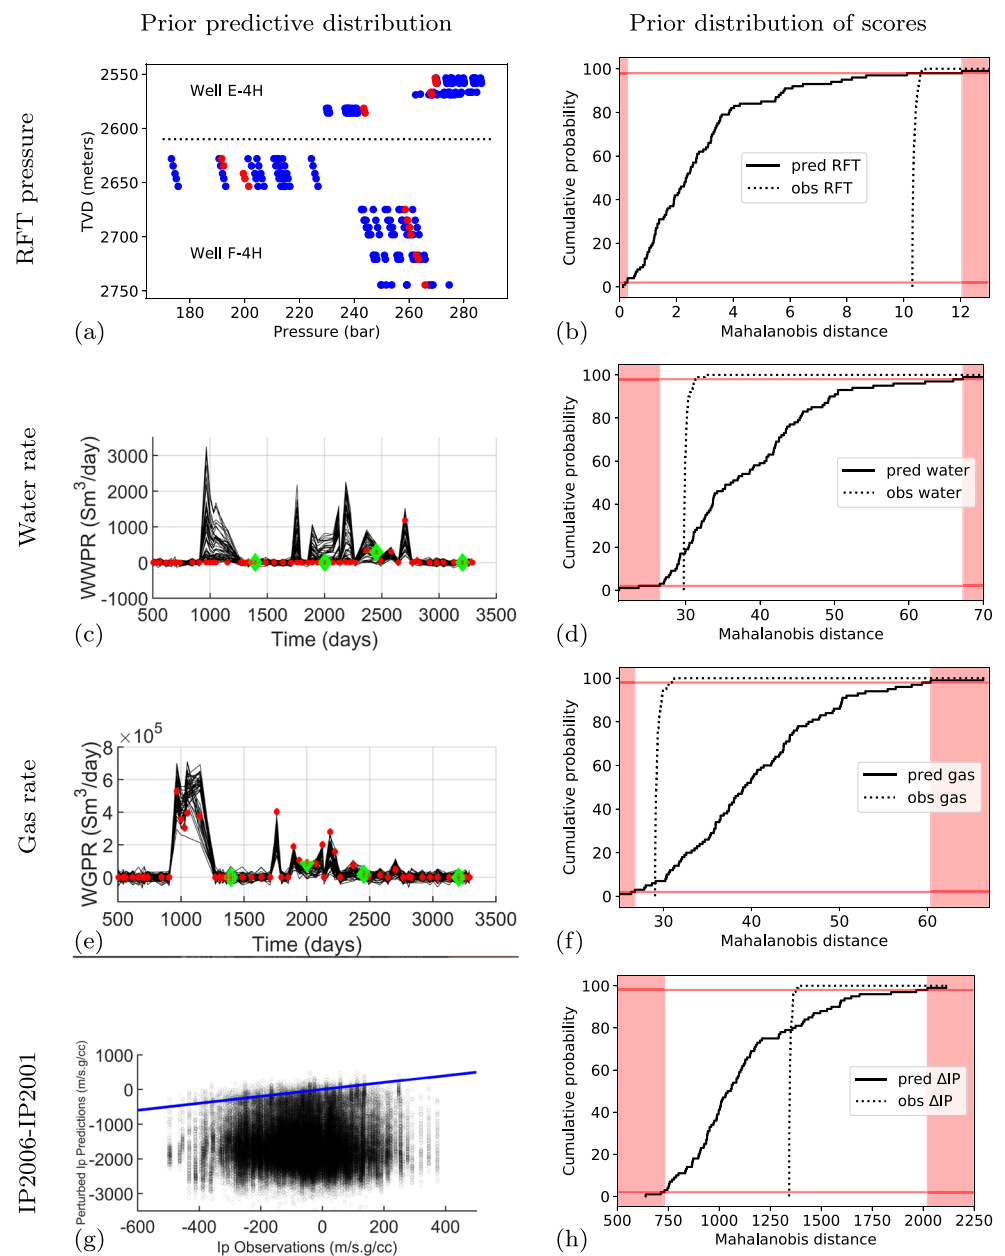 Prior predictive distribution
Prior distribution of scores
RFT pressure
TVD (meters)
2550
2600
2650
2700
2750
Well E-4H
Well F-4H
180
200
220
240
260
280
Pressure (bar)
(a)
Cumulative probability
100
80
60
40
20
0
pred RFT
obs RFT
0
2
4
6
8
10
12
Mahalanobis distance
(b)
Water rate
WWPR (Sm³/day)
3000
2000
1000
0
-1000
500
1000
1500
2000
2500
3000
3500
Time (days)
(c)
Cumulative probability
100
80
60
40
20
0
pred water
obs water
30
40
50
60
70
Mahalanobis distance
(d)
Gas rate
WGPR (Sm³/day)
×10⁵
8
6
4
2
0
500
1000
1500
2000
2500
3000
3500
Time (days)
(e)
Cumulative probability
100
80
60
40
20
0
pred gas
obs gas
30
40
50
60
Mahalanobis distance
(f)
IP2006-IP2001
Perturbed Ip Predictions (m/s.g/cc)
1000
0
-1000
-2000
-3000
-600
-400
-200
0
200
400
Ip Observations (m/s.g/cc)
(g)
Cumulative probability
100
80
60
40
20
0
pred ΔIP
obs ΔIP
500
750
1000
1250
1500
1750
2000
2250
Mahalanobis distance
(h)